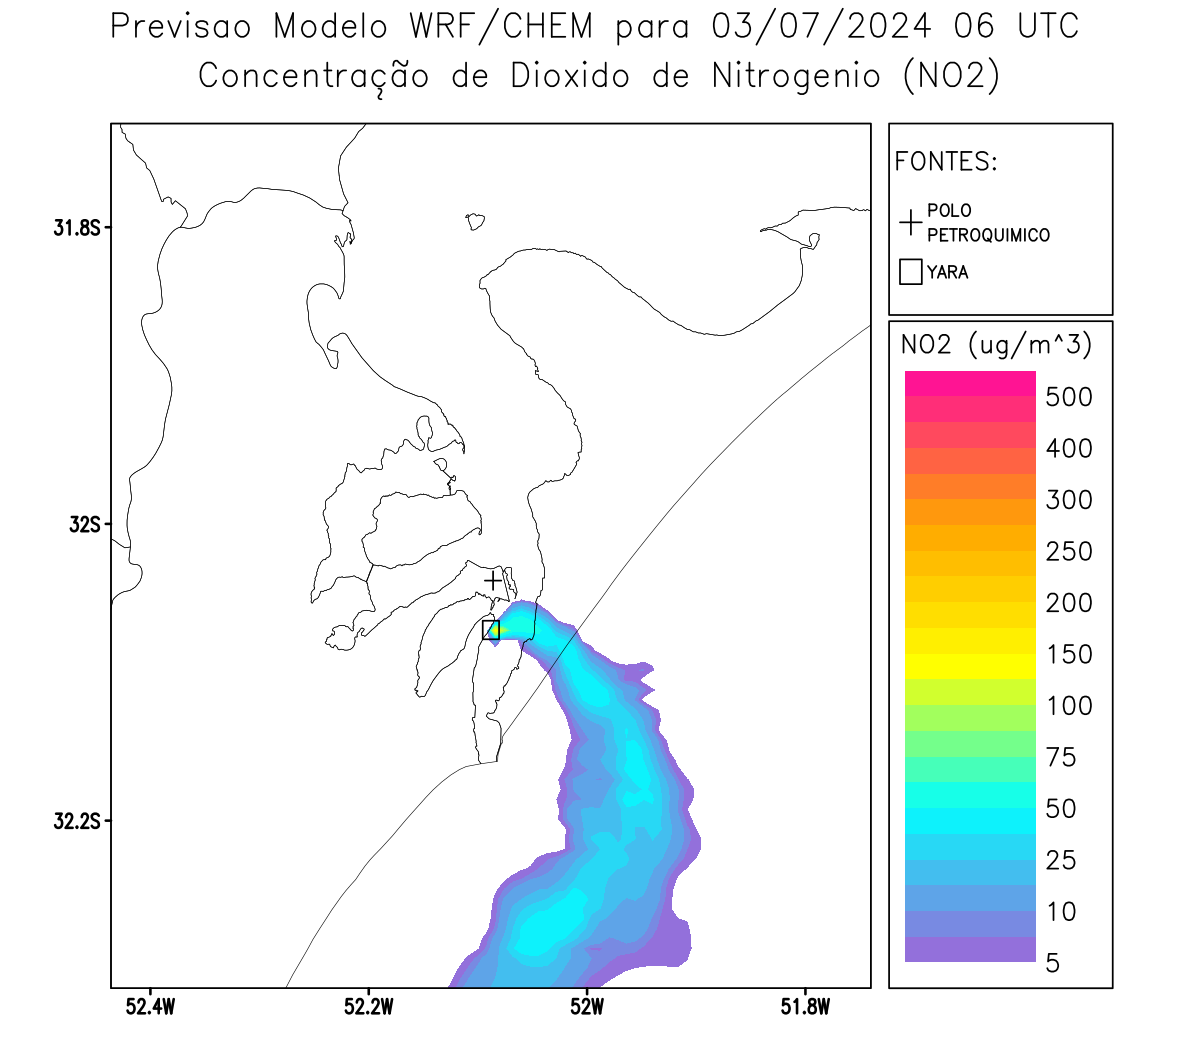 Previsao Modelo WRF/CHEM para 03/07/2024 06 UTC
Concentração de Dioxido de Nitrogenio (NO2)
FONTES:
POLO
PETROQUIMICO
YARA
31.8S
32S
32.2S
52.4W
52.2W
52W
51.8W
NO2 (ug/m^3)
500
400
300
250
200
150
100
75
50
25
10
5